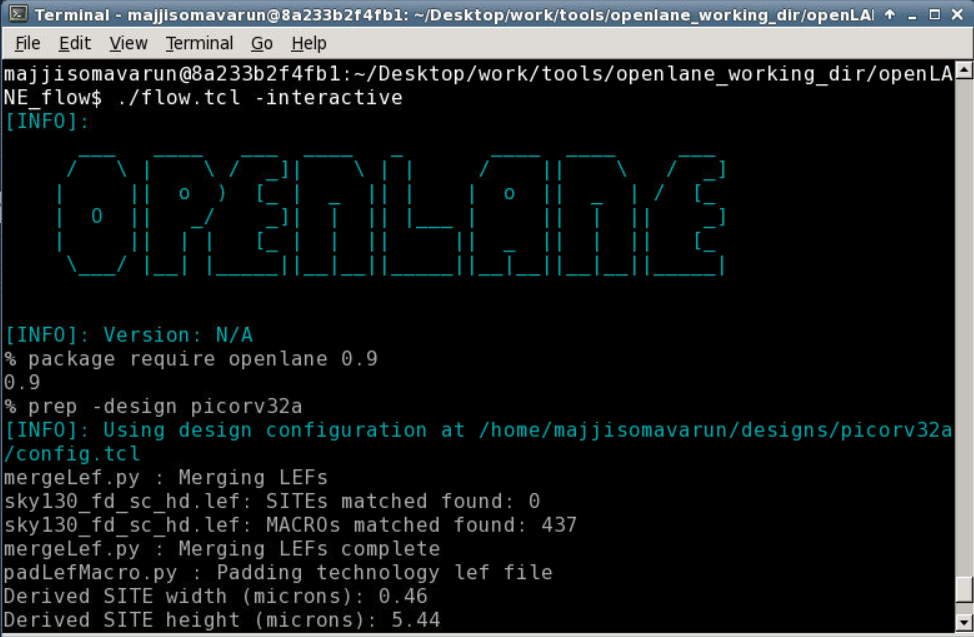 Terminal - majjisomavarun@8a233b2f4fb1: ~/Desktop/work/tools/openlane_working_dir/openLA
File Edit View Terminal Go Help
majjisomavarun@8a233b2f4fb1:~/Desktop/work/tools/openlane_working_dir/openLA
NE_flow$ ./flow.tcl -interactive
[INFO]:
OPENLANE
[INFO]: Version: N/A
% package require openlane 0.9
0.9
% prep -design picorv32a
[INFO]: Using design configuration at /home/majjisomavarun/designs/picorv32a
/config.tcl
mergeLef.py : Merging LEFs
sky130_fd_sc_hd.lef: SITEs matched found: 0
sky130_fd_sc_hd.lef: MACROs matched found: 437
mergeLef.py : Merging LEFs complete
padLefMacro.py : Padding technology lef file
Derived SITE width (microns): 0.46
Derived SITE height (microns): 5.44